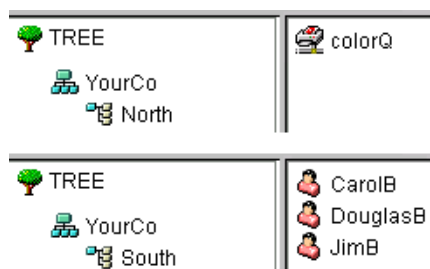 TREE
YourCo
North
colorQ
TREE
YourCo
South
CarolB
DouglasB
JimB